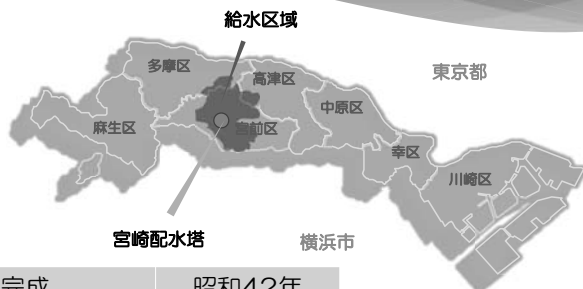 給水区域
多摩区
高津区
東京都
中原区
麻生区
宮前区
幸区
川崎区
宮崎配水塔
横浜市
完成 昭和42年